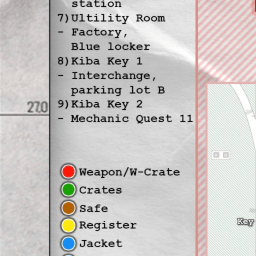 station
7)Ultility Room
- Factory,
Blue locker
8)Kiba Key 1
- Interchange,
parking lot B
9)Kiba Key 2
- Mechanic Quest 11
270
Weapon/W-Crate
Crates
Safe
Register
Key
Jacket